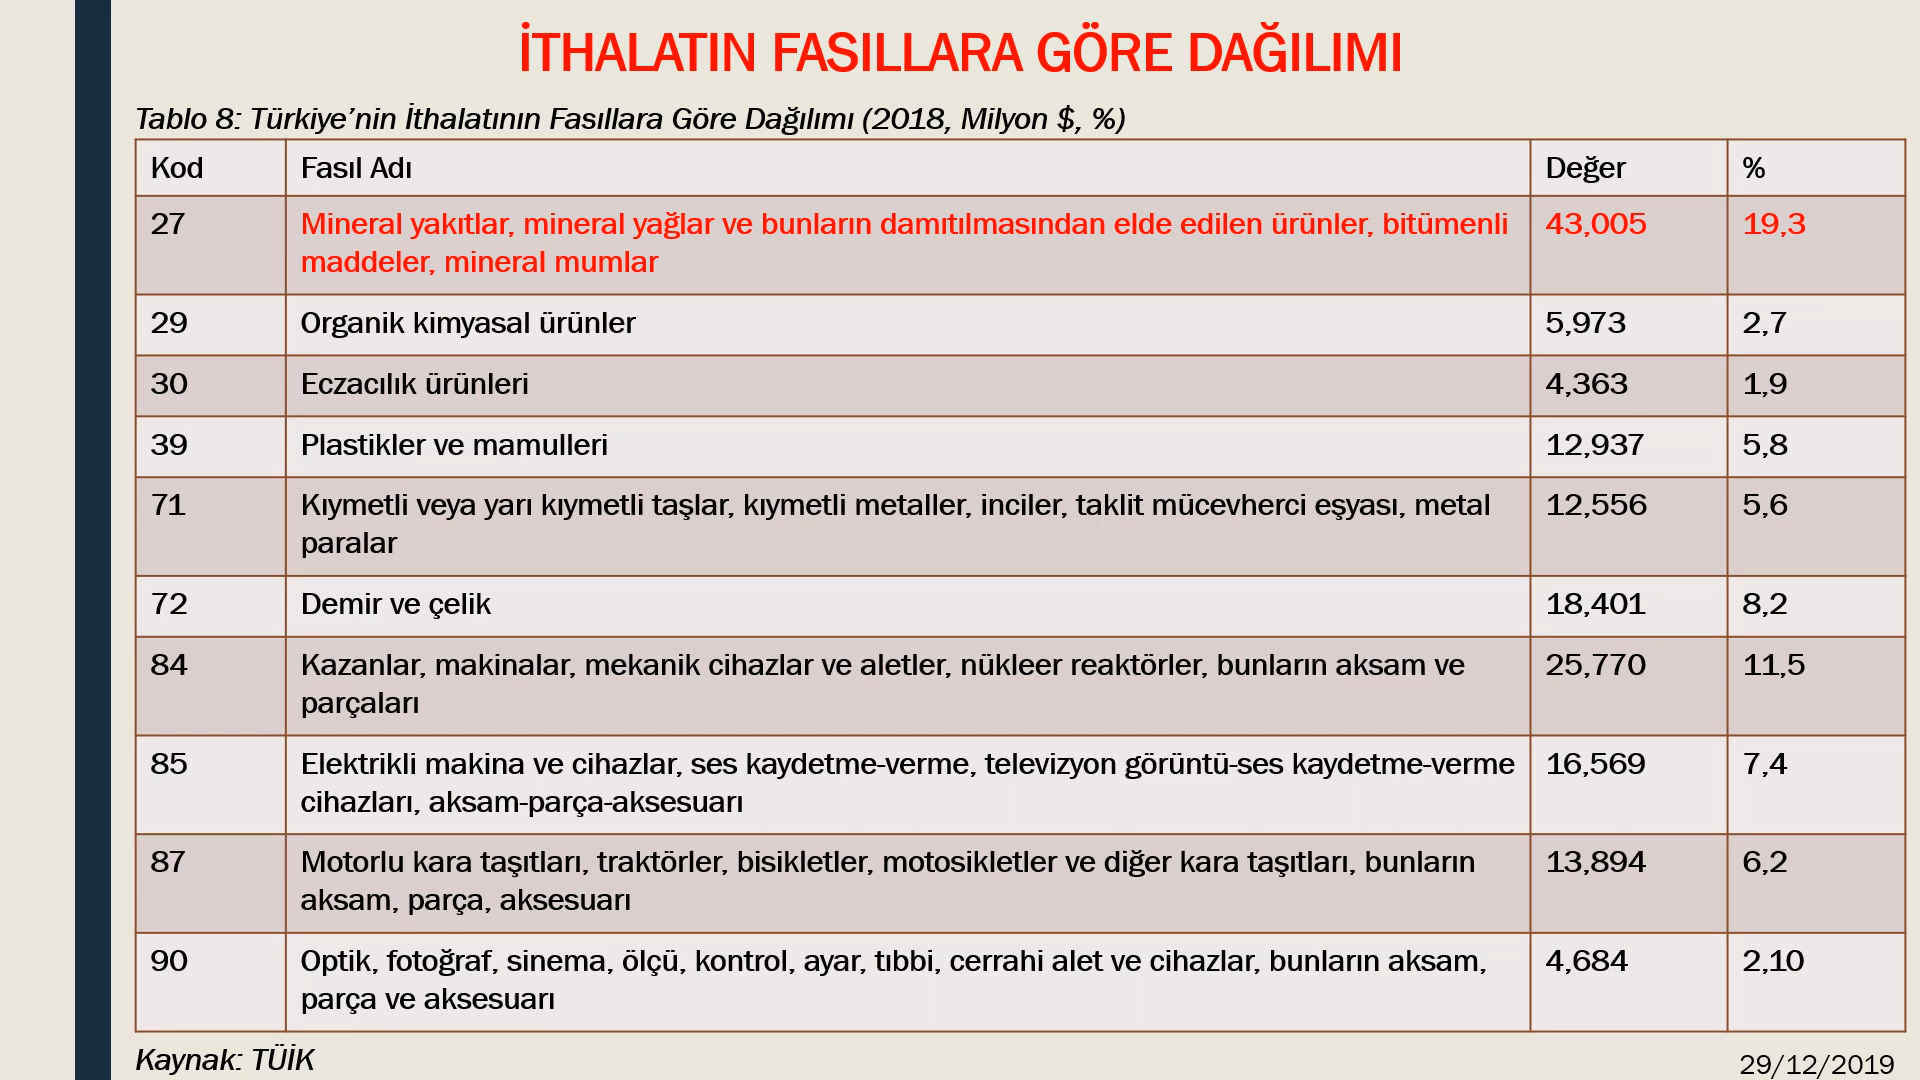 İTHALATIN FASILLARA GÖRE DAĞILIMI
Tablo 8: Türkiye’nin İthalatının Fasıllara Göre Dağılımı (2018, Milyon $, %)
Kod Fasıl Adı Değer %
27 Mineral yakıtlar, mineral yağlar ve bunların damıtılmasından elde edilen ürünler, bitümenli 43,005 19,3
maddeler, mineral mumlar
29 Organik kimyasal ürünler 5,973 2,7
30 Eczacılık ürünleri 4,363 1,9
39 Plastikler ve mamulleri 12,937 5,8
71 Kıymetli veya yarı kıymetli taşlar, kıymetli metaller, inciler, taklit mücevherci eşyası, metal 12,556 5,6
paralar
72 Demir ve çelik 18,401 8,2
84 Kazanlar, makinalar, mekanik cihazlar ve aletler, nükleer reaktörler, bunların aksam ve 25,770 11,5
parçaları
85 Elektrikli makina ve cihazlar, ses kaydetme-verme, televizyon görüntü-ses kaydetme-verme 16,569 7,4
cihazları, aksam-parça-aksesuarı
87 Motorlu kara taşıtları, traktörler, bisikletler, motosikletler ve diğer kara taşıtları, bunların 13,894 6,2
aksam, parça, aksesuarı
90 Optik, fotoğraf, sinema, ölçü, kontrol, ayar, tıbbi, cerrahi alet ve cihazlar, bunların aksam, 4,684 2,10
parça ve aksesuarı
Kaynak: TÜİK
29/12/2019